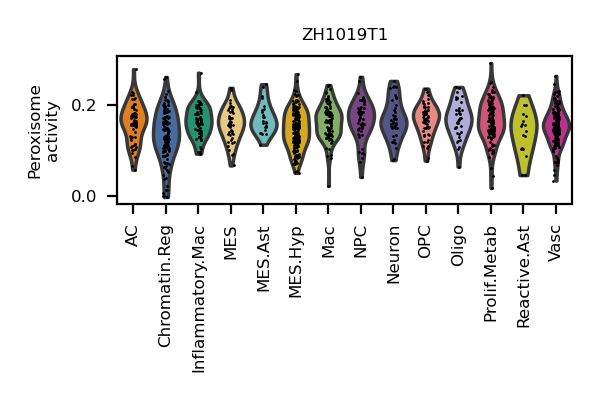 ZH1019T1
Peroxisome
activity
0.2
0.0
AC
Chromatin.Reg
Inflammatory.Mac
MES
MES.Ast
MES.Hyp
Mac
NPC
Neuron
OPC
Oligo
Prolif.Metab
Reactive.Ast
Vasc